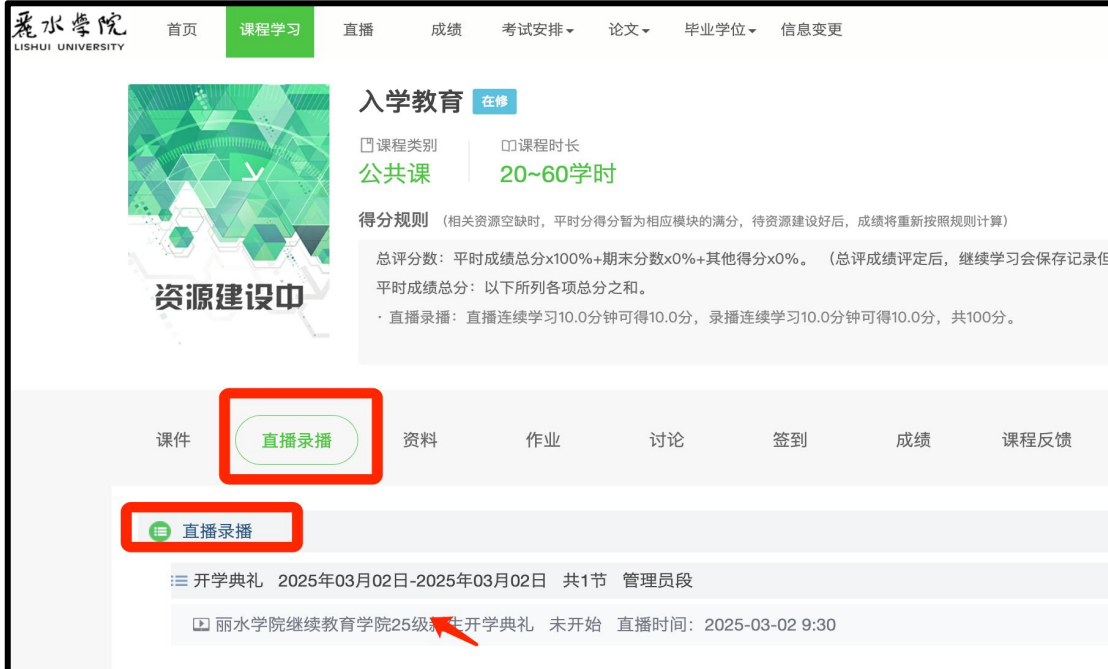 麗水學院
LISHUI UNIVERSITY
首页 课程学习 直播 成绩 考试安排 论文 毕业学位 信息变更
入学教育 在修
课程类别 课程时长
公共课 20~60学时
得分规则 (相关资源空缺时，平时分得分暂为相应模块的满分，待资源建设好后，成绩将重新按照规则计算)
总评分数：平时成绩总分x100%+期末分数x0%+其他得分x0%。 (总评成绩评定后，继续学习会保存记录但
平时成绩总分：以下所列各项总分之和。
· 直播录播：直播连续学习10.0分钟可得10.0分，录播连续学习10.0分钟可得10.0分，共100分。
资源建设中
课件 直播录播 资料 作业 讨论 签到 成绩 课程反馈
直播录播
开学典礼 2025年03月02日-2025年03月02日 共1节 管理员段
丽水学院继续教育学院25级新生开学典礼 未开始 直播时间：2025-03-02 9:30